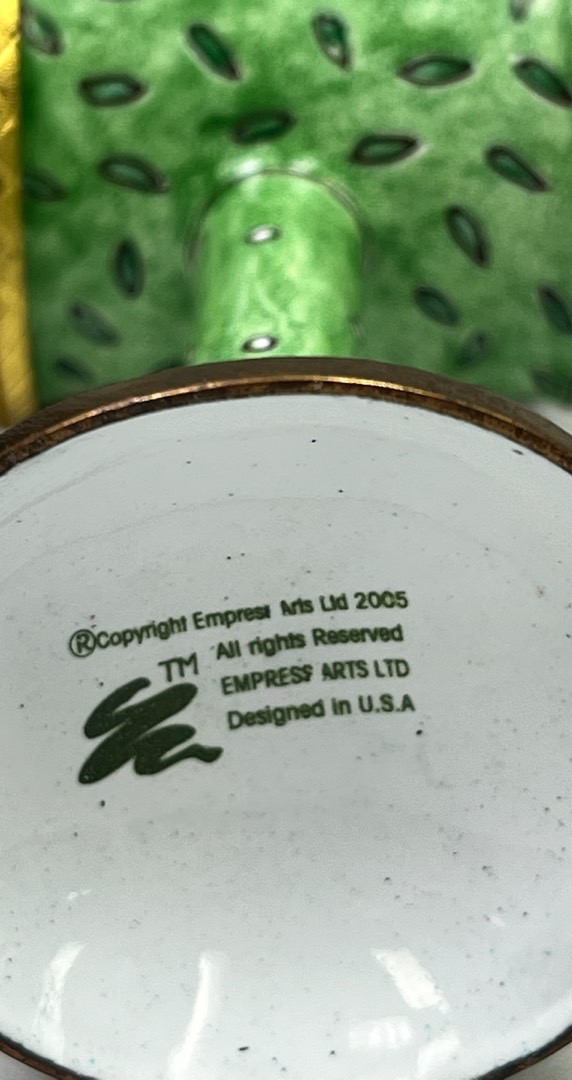 ®Copyright Empress Arts Ltd 2005
TM All rights Reserved
EMPRESS ARTS LTD
Designed in U.S.A